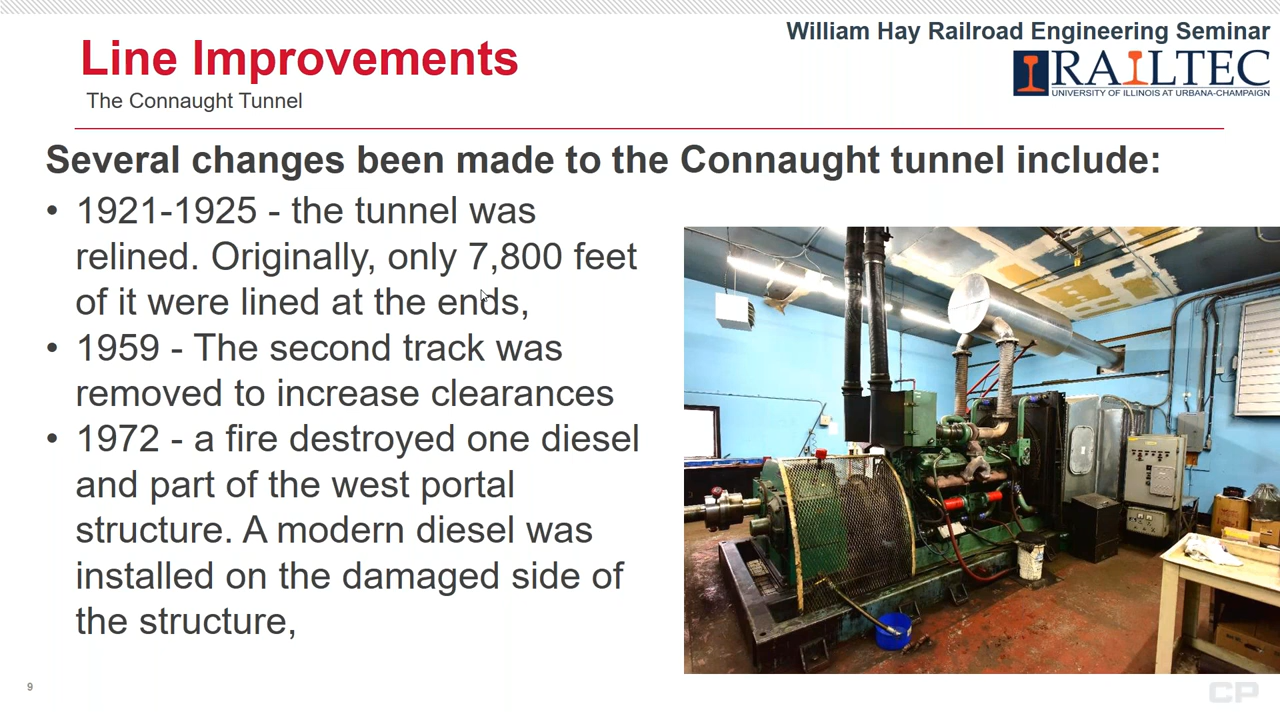 William Hay Railroad Engineering Seminar
RAILTEC
UNIVERSITY OF ILLINOIS AT URBANA-CHAMPAIGN
Line Improvements
The Connaught Tunnel
Several changes been made to the Connaught tunnel include:
• 1921-1925 - the tunnel was
relined. Originally, only 7,800 feet
of it were lined at the ends,
• 1959 - The second track was
removed to increase clearances
• 1972 - a fire destroyed one diesel
and part of the west portal
structure. A modern diesel was
installed on the damaged side of
the structure,
9
CP